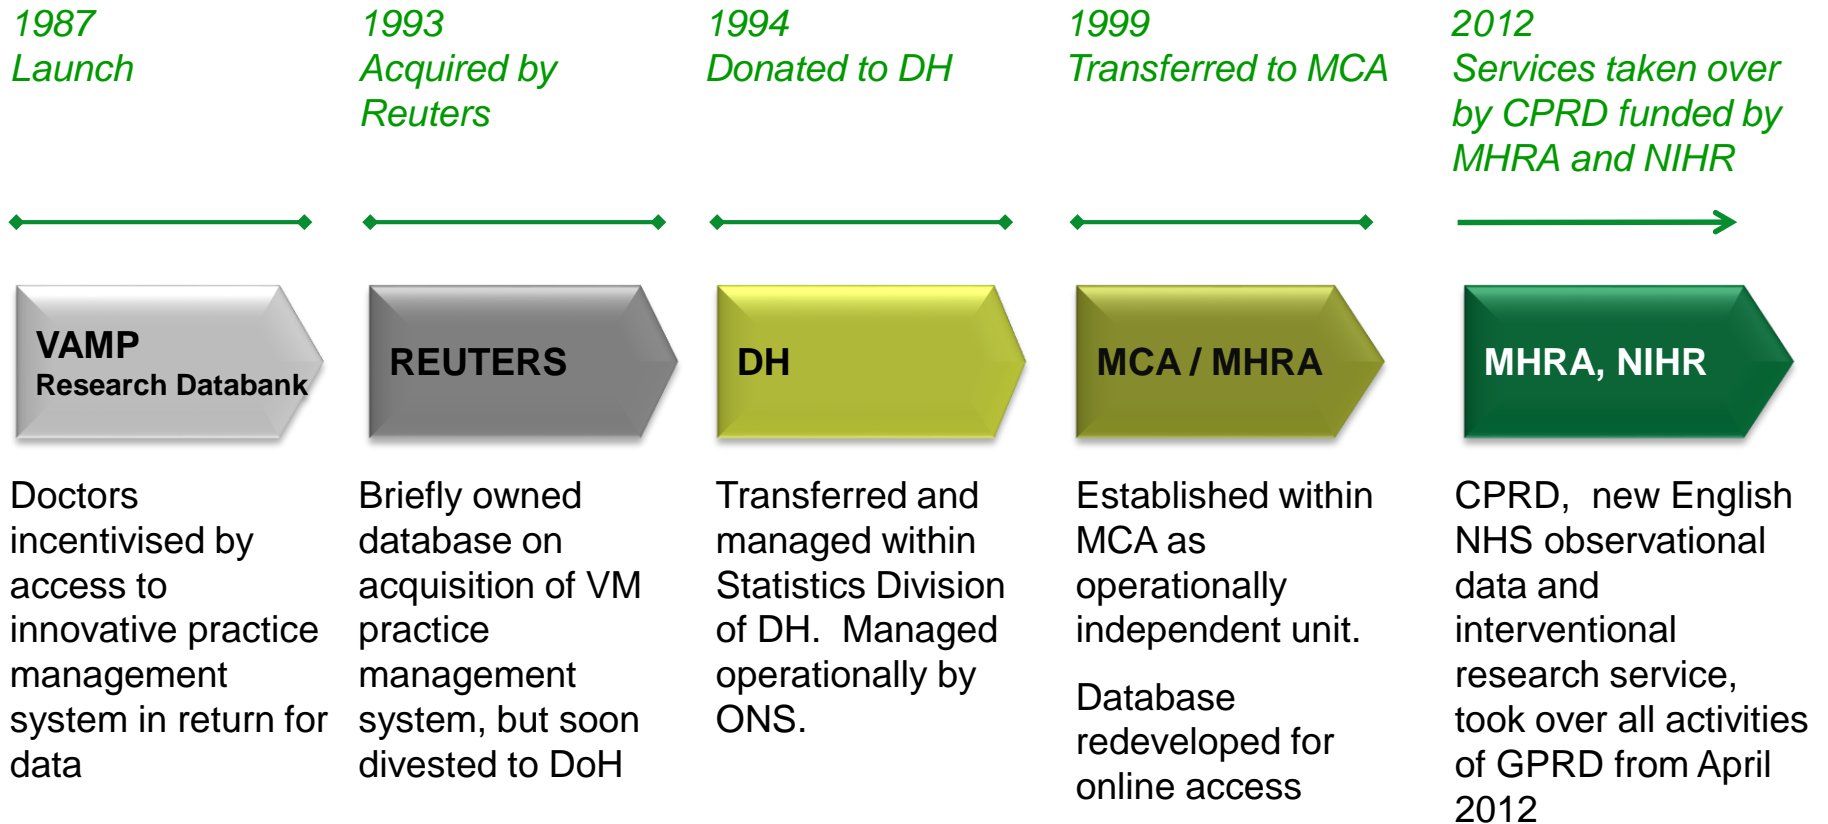 1987
Launch
1993
Acquired by
Reuters
1994
Donated to DH
1999
Transferred to MCA
2012
Services taken over
by CPRD funded by
MHRA and NIHR
VAMP
Research Databank
REUTERS
DH
MCA / MHRA
MHRA, NIHR
Doctors
incentivised by
access to
innovative practice
management
system in return for
data
Briefly owned
database on
acquisition of VM
practice
management
system, but soon
divested to DoH
Transferred and
managed within
Statistics Division
of DH.  Managed
operationally by
ONS.
Established within
MCA as
operationally
independent unit.
Database
redeveloped for
online access
CPRD,  new English
NHS observational
data and
interventional
research service,
took over all activities
of GPRD from April
2012